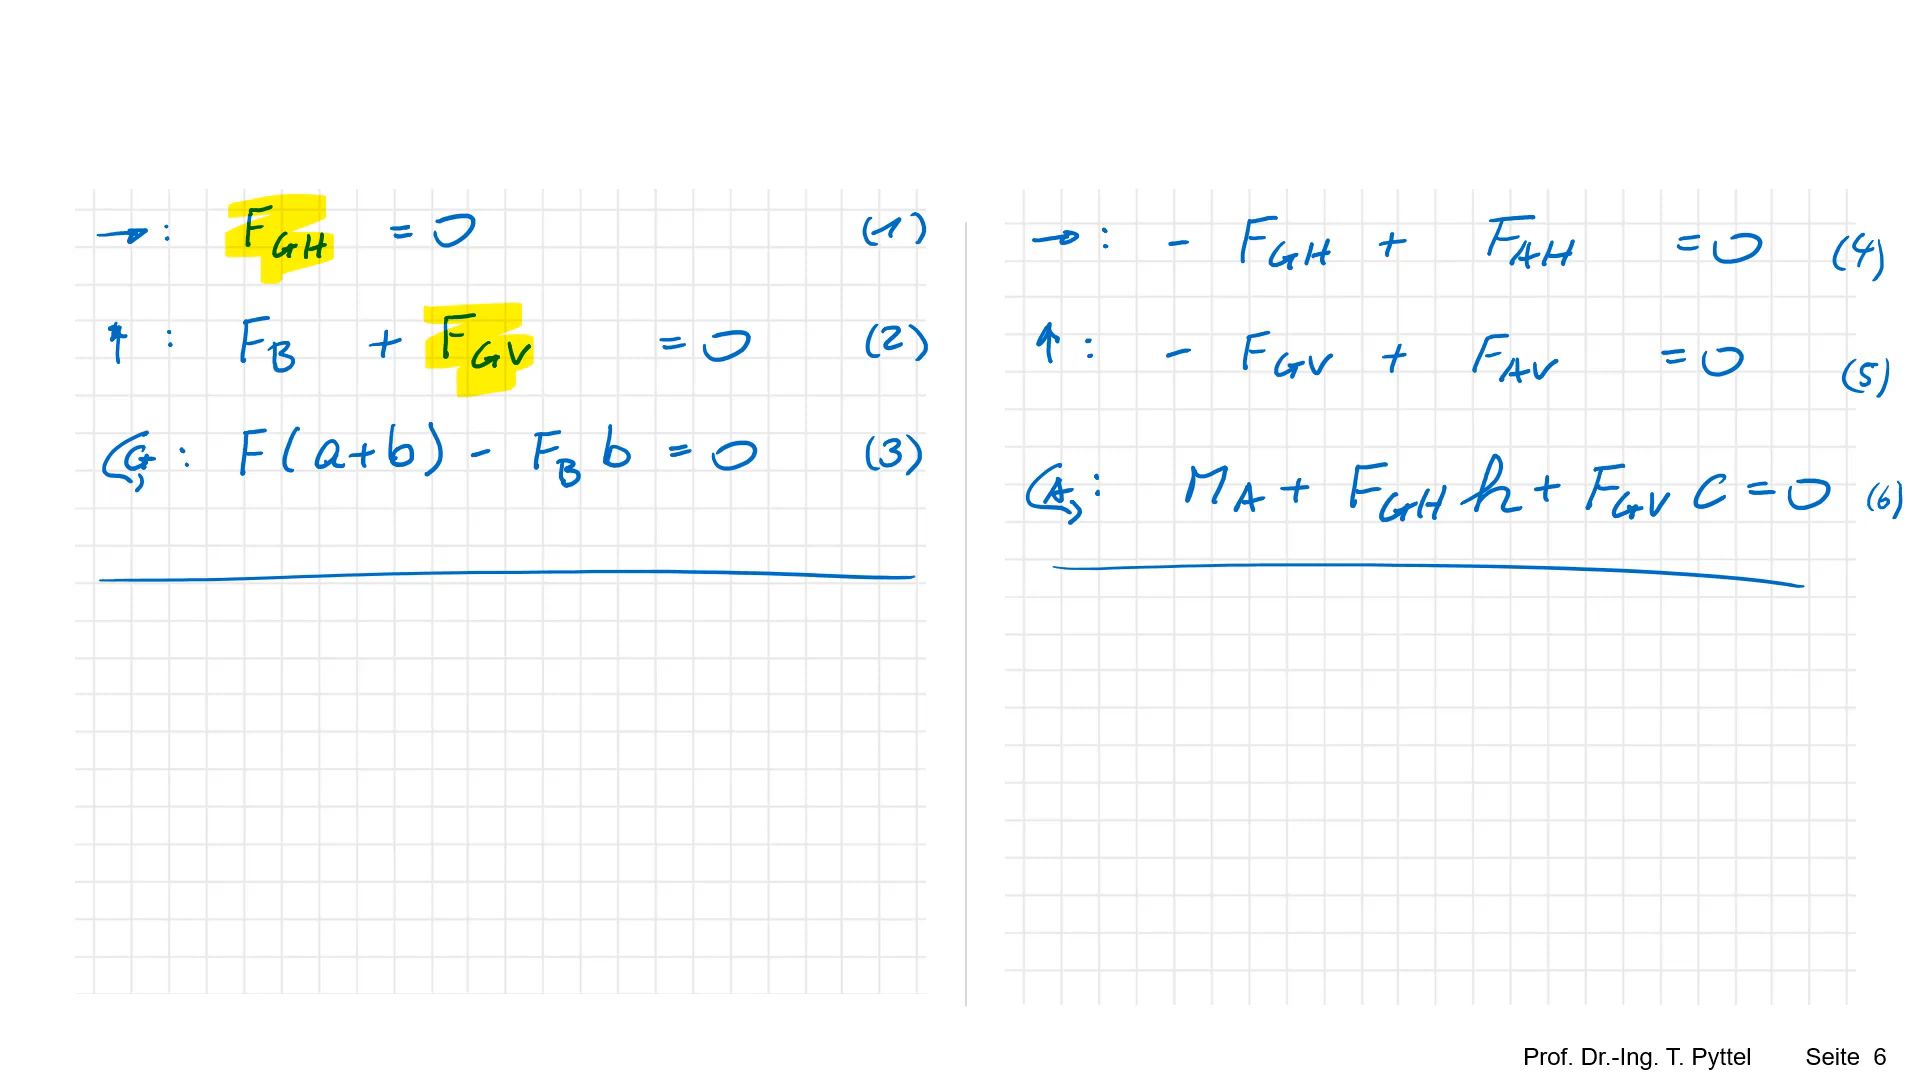 →: F_GH = 0 (1)
↑: F_B + F_GV = 0 (2)
G: F(a+b) - F_B b = 0 (3)
→: - F_GH + F_AH = 0 (4)
↑: - F_GV + F_AV = 0 (5)
A: M_A + F_GH h + F_GV c = 0 (6)
Prof. Dr.-Ing. T. Pyttel Seite 6